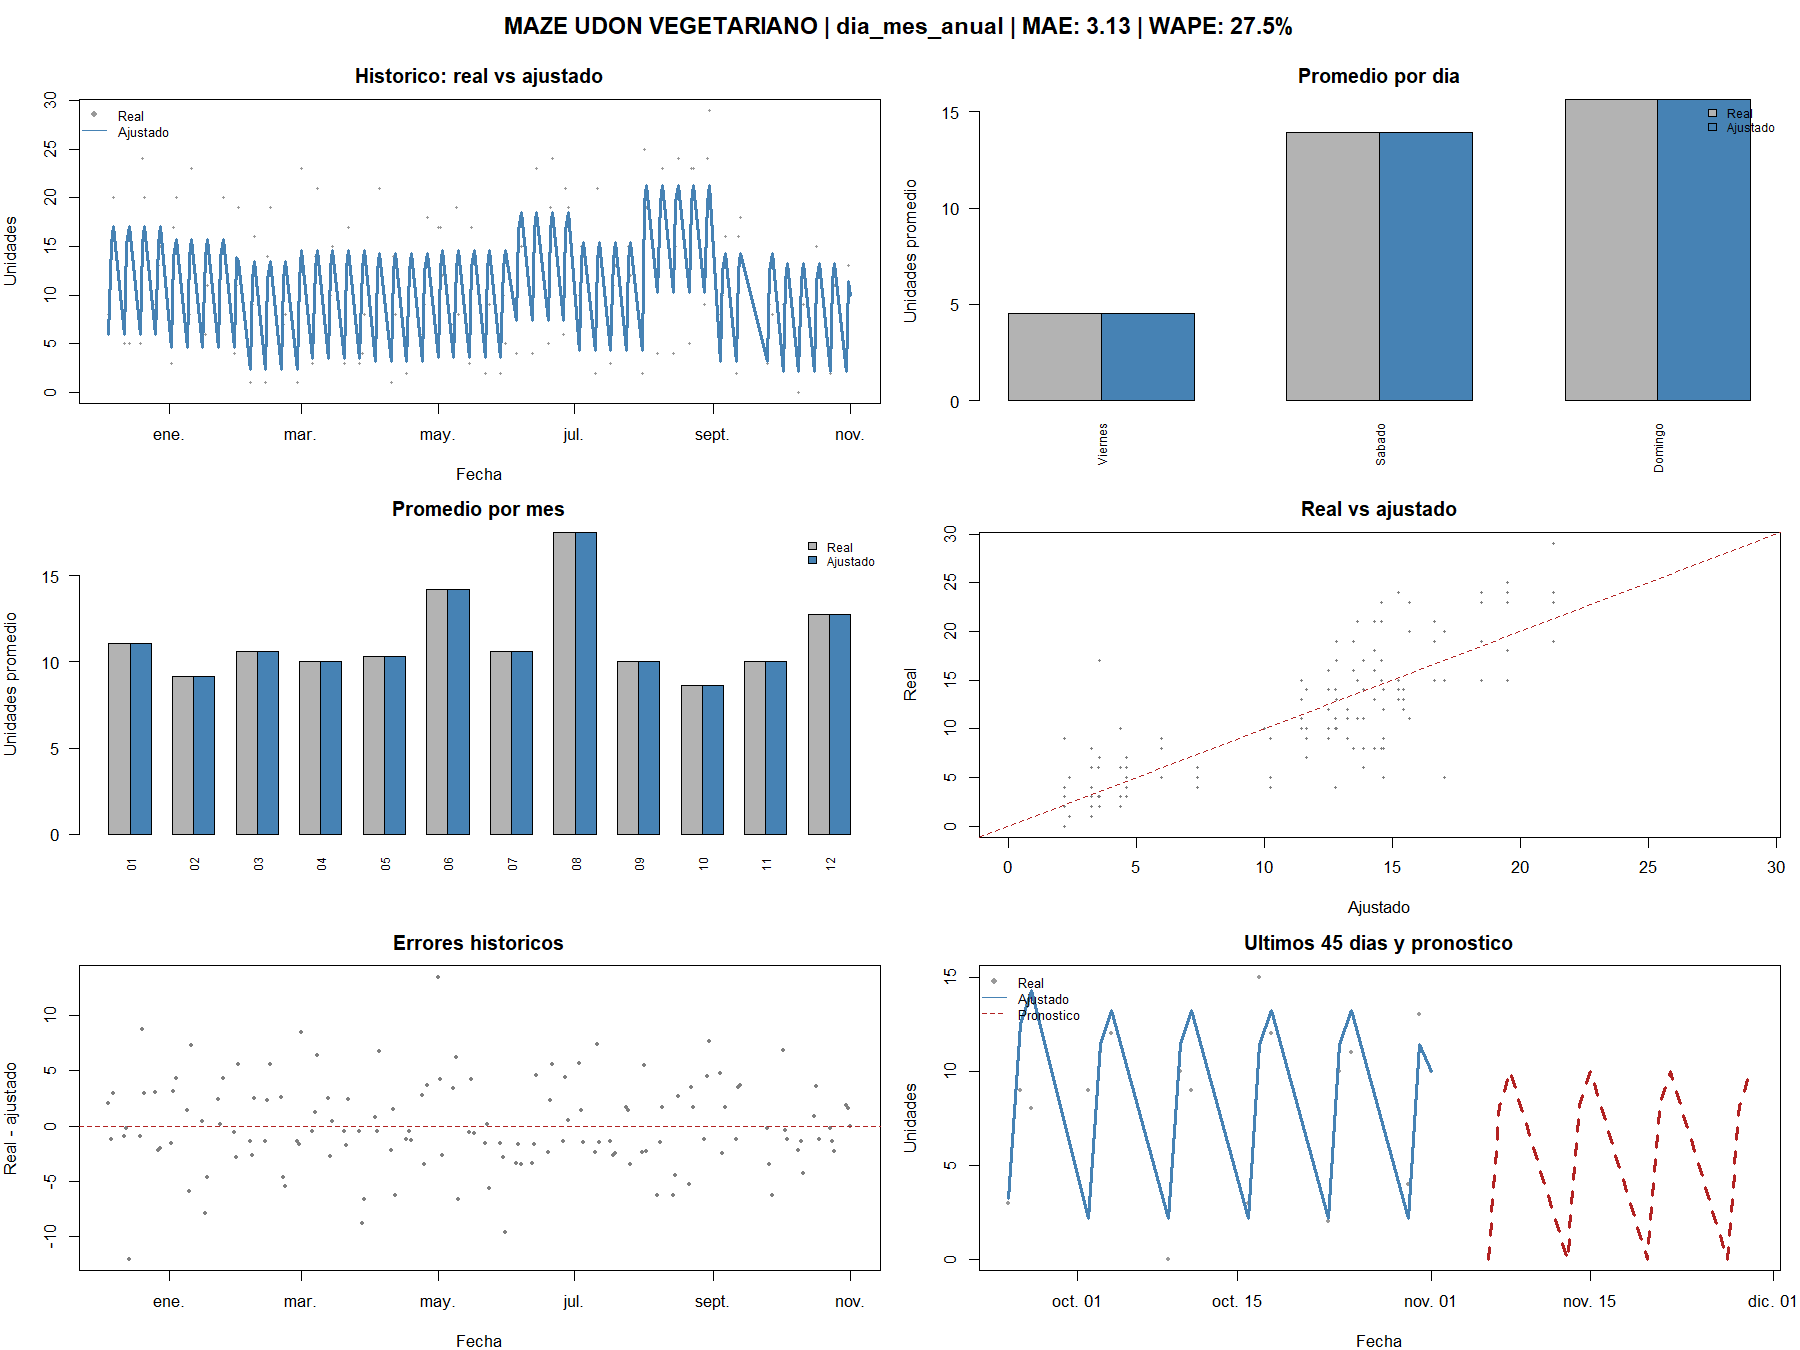 MAZE UDON VEGETARIANO | dia_mes_anual | MAE: 3.13 | WAPE: 27.5%
Historico: real vs ajustado
Unidades
30
25
20
15
10
5
0
Real
Ajustado
ene.
mar.
may.
jul.
sept.
nov.
Fecha
Promedio por dia
Unidades promedio
15
10
5
0
Real
Ajustado
Viernes
Sabado
Domingo
Promedio por mes
Unidades promedio
15
10
5
0
Real
Ajustado
01
02
03
04
05
06
07
08
09
10
11
12
Real vs ajustado
Real
30
25
20
15
10
5
0
0
5
10
15
20
25
30
Ajustado
Errores historicos
Real - ajustado
10
5
0
-5
-10
ene.
mar.
may.
jul.
sept.
nov.
Fecha
Ultimos 45 dias y pronostico
Unidades
15
10
5
0
Real
Ajustado
Pronostico
oct. 01
oct. 15
nov. 01
nov. 15
dic. 01
Fecha